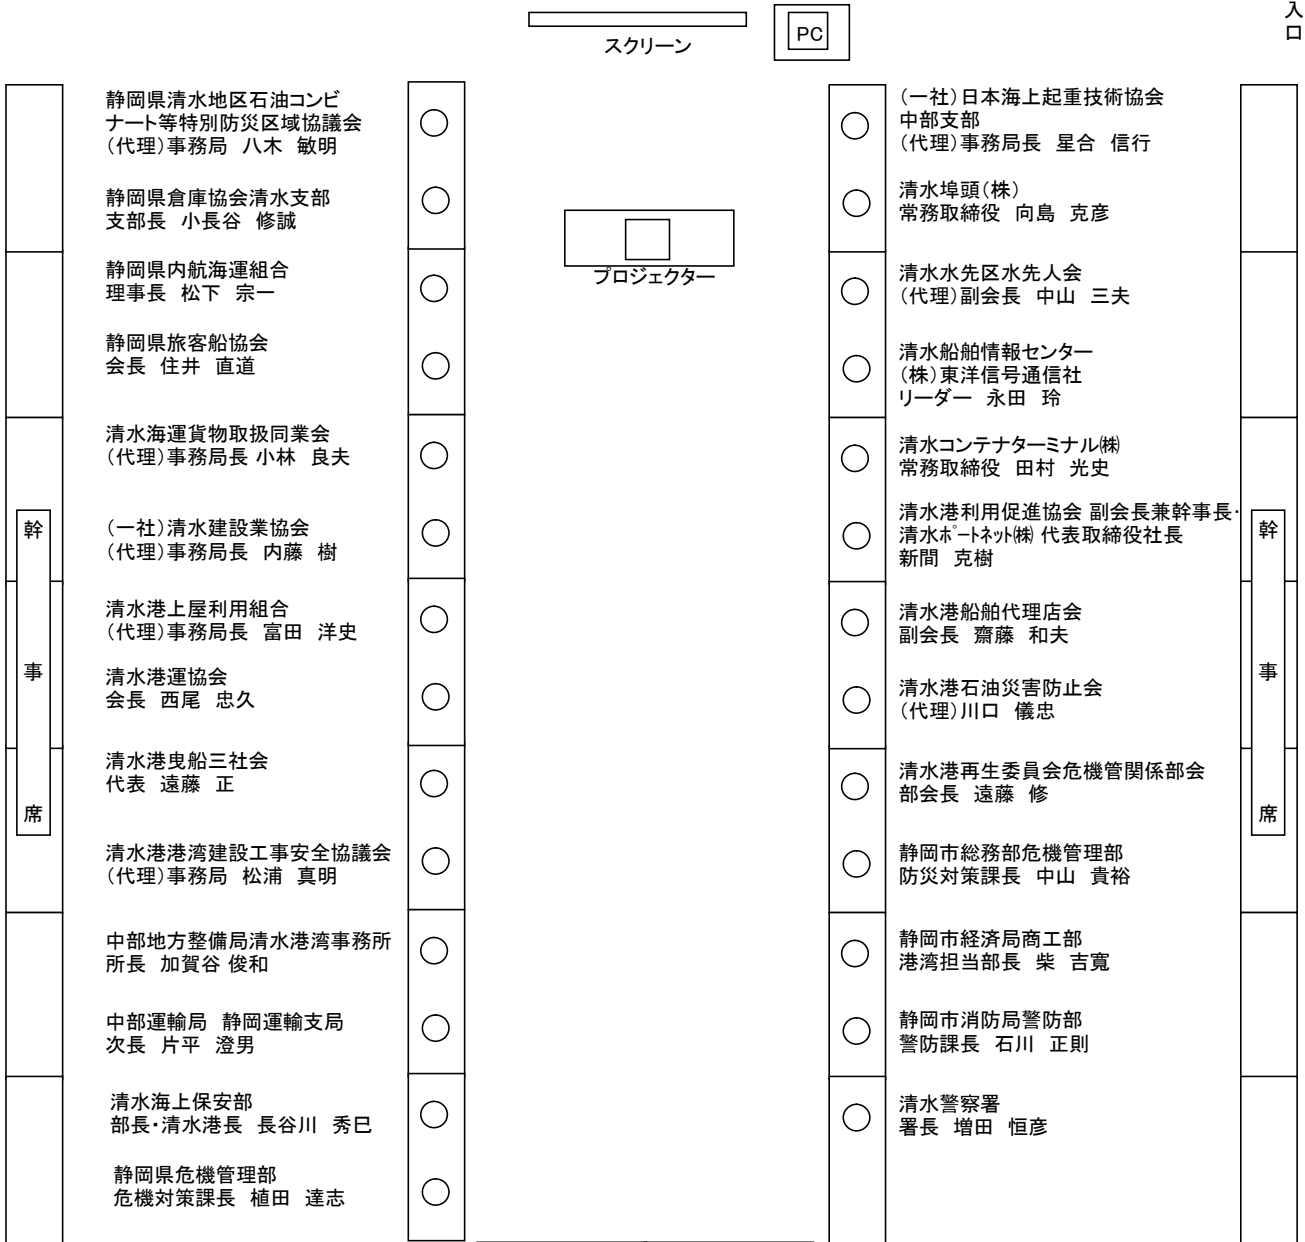 入
口
スクリーン
PC
プロジェクター
静岡県清水地区石油コンビ
ナート等特別防災区域協議会
(代理)事務局 八木 敏明
静岡県倉庫協会清水支部
支部長 小長谷 修誠
静岡県内航海運組合
理事長 松下 宗一
静岡県旅客船協会
会長 住井 直道
清水海運貨物取扱同業会
(代理)事務局長 小林 良夫
(一社)清水建設業協会
(代理)事務局長 内藤 樹
清水港上屋利用組合
(代理)事務局長 富田 洋史
清水港運協会
会長 西尾 忠久
清水港曳船三社会
代表 遠藤 正
清水港港湾建設工事安全協議会
(代理)事務局 松浦 真明
中部地方整備局清水港湾事務所
所長 加賀谷 俊和
中部運輸局 静岡運輸支局
次長 片平 澄男
清水海上保安部
部長・清水港長 長谷川 秀巳
静岡県危機管理部
危機対策課長 植田 達志
(一社)日本海上起重技術協会
中部支部
(代理)事務局長 星合 信行
清水埠頭(株)
常務取締役 向島 克彦
清水水先区水先人会
(代理)副会長 中山 三夫
清水船舶情報センター
(株)東洋信号通信社
リーダー 永田 玲
清水コンテナターミナル㈱
常務取締役 田村 光史
清水港利用促進協会 副会長兼幹事長・
清水ポートネット㈱ 代表取締役社長
新間 克樹
清水港船舶代理店会
副会長 齋藤 和夫
清水港石油災害防止会
(代理)川口 儀忠
清水港再生委員会危機管関係部会
部会長 遠藤 修
静岡市総務部危機管理部
防災対策課長 中山 貴裕
静岡市経済局商工部
港湾担当部長 柴 吉寛
静岡市消防局警防部
警防課長 石川 正則
清水警察署
署長 増田 恒彦
幹
事
席
幹
事
席